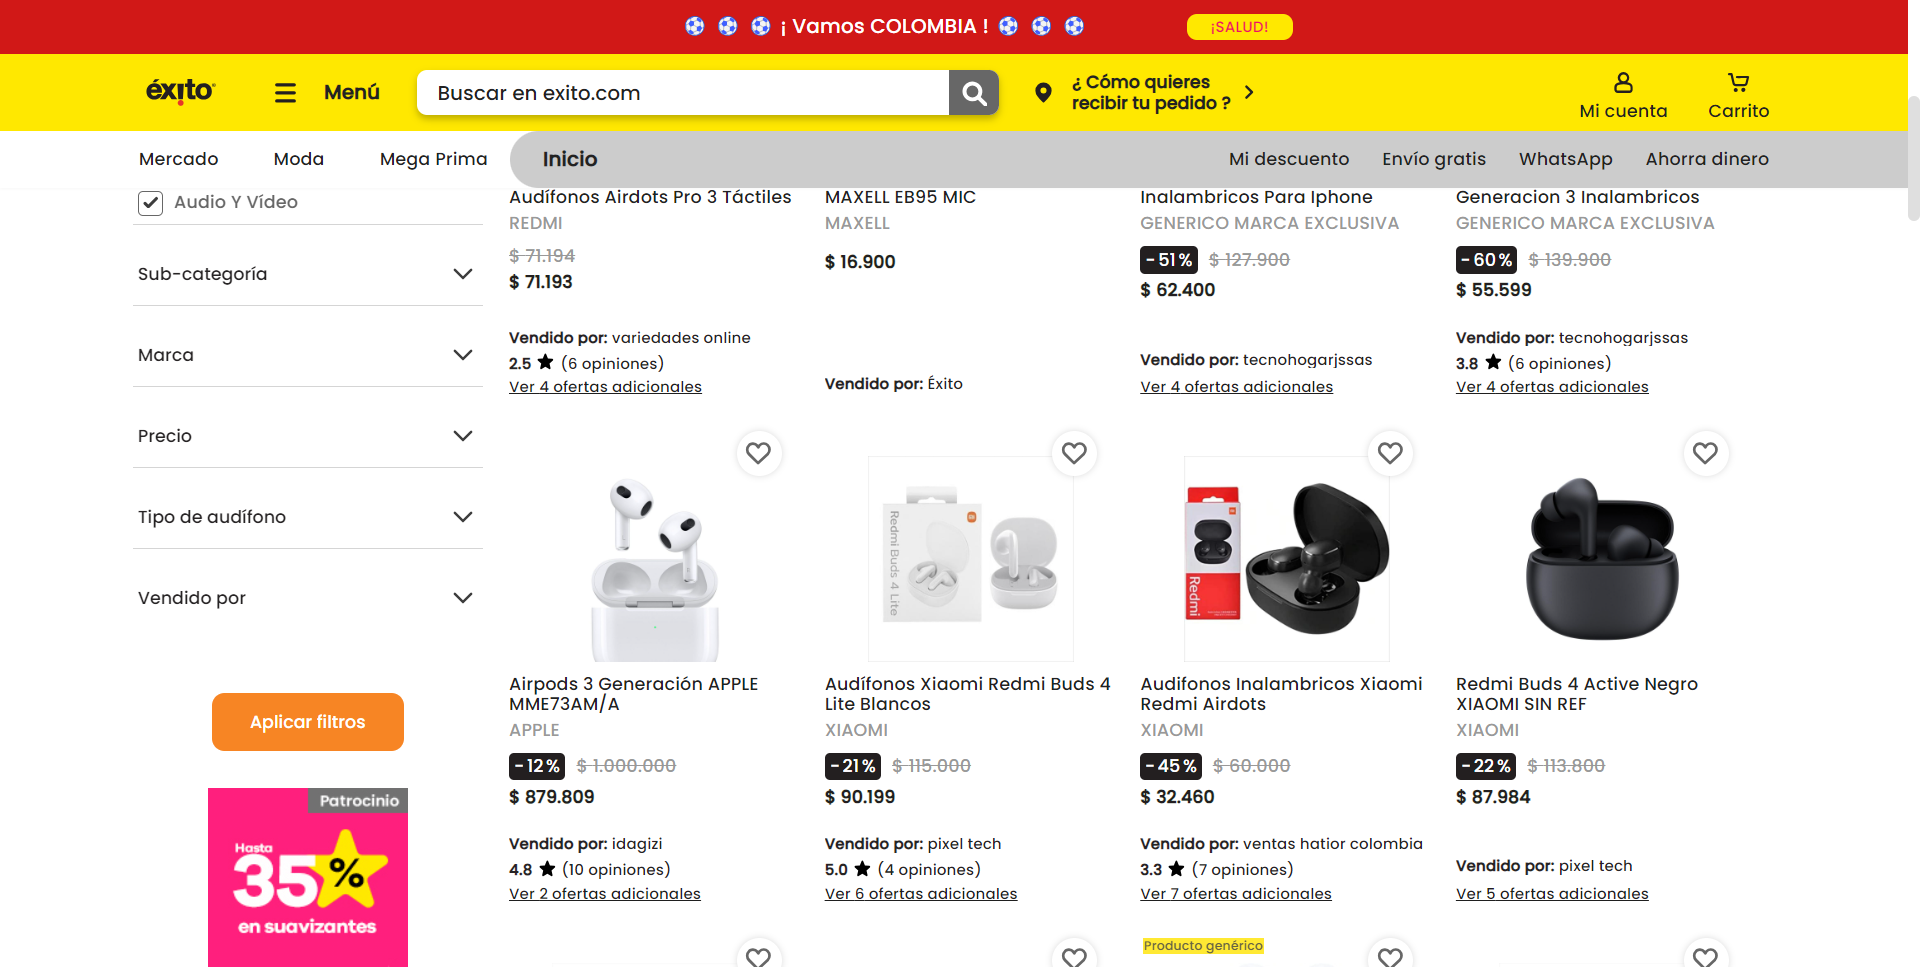 ¡ Vamos COLOMBIA !
¡SALUD!
éxito
Menú
Buscar en exito.com
¿ Cómo quieres
recibir tu pedido ?
Mi cuenta
Carrito
Mercado
Moda
Mega Prima
Inicio
Mi descuento
Envío gratis
WhatsApp
Ahorra dinero
Audio Y Vídeo
Sub-categoría
Marca
Precio
Tipo de audífono
Vendido por
Aplicar filtros
Patrocinio
Hasta
35%
en suavizantes
Audífonos Airdots Pro 3 Táctiles
REDMI
$ 71.194
$ 71.193
Vendido por: variedades online
2.5 ★ (6 opiniones)
Ver 4 ofertas adicionales
MAXELL EB95 MIC
MAXELL
$ 16.900
Vendido por: Éxito
Inalambricos Para Iphone
GENERICO MARCA EXCLUSIVA
-51% $ 127.900
$ 62.400
Vendido por: tecnohogarjssas
Ver 4 ofertas adicionales
Generacion 3 Inalambricos
GENERICO MARCA EXCLUSIVA
-60% $ 139.900
$ 55.599
Vendido por: tecnohogarjssas
3.8 ★ (6 opiniones)
Ver 4 ofertas adicionales
Airpods 3 Generación APPLE
MME73AM/A
APPLE
-12% $ 1.000.000
$ 879.809
Vendido por: idagizi
4.8 ★ (10 opiniones)
Ver 2 ofertas adicionales
Redmi Buds 4 Lite
Audífonos Xiaomi Redmi Buds 4
Lite Blancos
XIAOMI
-21% $ 115.000
$ 90.199
Vendido por: pixel tech
5.0 ★ (4 opiniones)
Ver 6 ofertas adicionales
Redmi
Audifonos Inalambricos Xiaomi
Redmi Airdots
XIAOMI
-45% $ 60.000
$ 32.460
Vendido por: ventas hatior colombia
3.3 ★ (7 opiniones)
Ver 7 ofertas adicionales
Redmi Buds 4 Active Negro
XIAOMI SIN REF
XIAOMI
-22% $ 113.800
$ 87.984
Vendido por: pixel tech
Ver 5 ofertas adicionales
Producto genérico